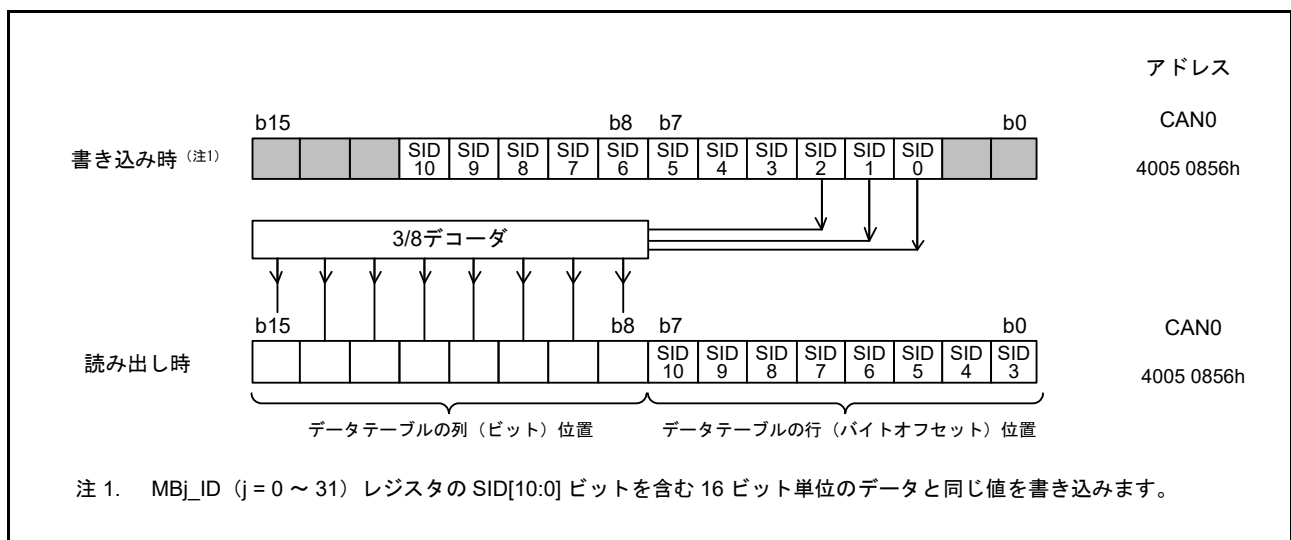 アドレス
b15 b8 b7 b0 CAN0
書き込み時（注1） SID 10 SID 9 SID 8 SID 7 SID 6 SID 5 SID 4 SID 3 SID 2 SID 1 SID 0 4005 0856h
3/8デコーダ
b15 b8 b7 b0 CAN0
読み出し時 SID 10 SID 9 SID 8 SID 7 SID 6 SID 5 SID 4 SID 3 4005 0856h
データテーブルの列（ビット）位置 データテーブルの行（バイトオフセット）位置
注 1. MBj_ID（j = 0 ～ 31）レジスタの SID[10:0] ビットを含む 16 ビット単位のデータと同じ値を書き込みます。